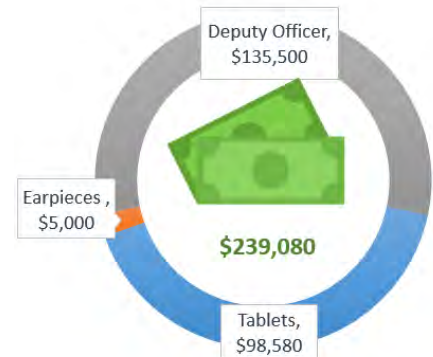 Deputy Officer,
$135,500
Earpieces ,
$5,000
$239,080
Tablets,
$98,580